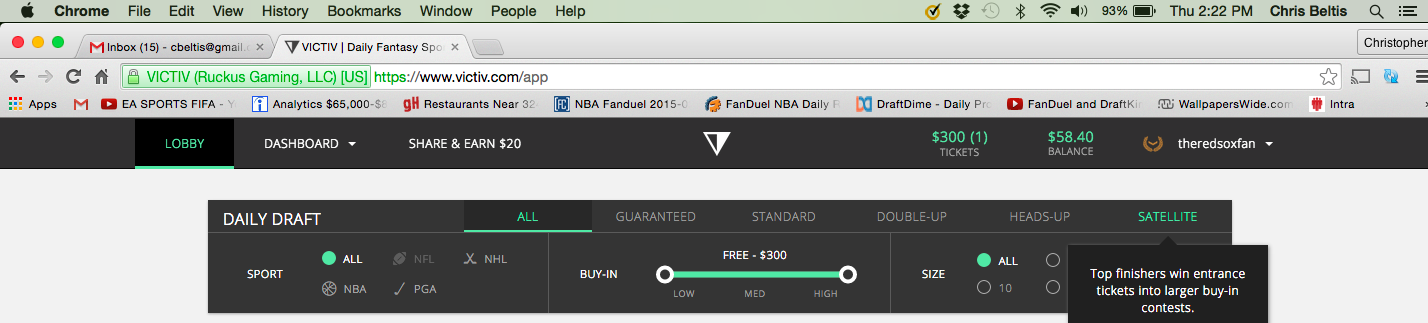 Chrome File Edit View History Bookmarks Window People Help 93% Thu 2:22 PM Chris Beltis
Inbox (15) - cbeltis@gmail. VICTIV | Daily Fantasy Spo Christopher
VICTIV (Ruckus Gaming, LLC) [US] https://www.victiv.com/app
Apps EA SPORTS FIFA - Y Analytics $65,000-$8 gH Restaurants Near 32 NBA Fanduel 2015-0 FanDuel NBA Daily F DraftDime - Daily Pr FanDuel and DraftKin WallpapersWide.com Intra
LOBBY DASHBOARD SHARE & EARN $20 $300 (1) $58.40 theredsoxfan
TICKETS BALANCE
DAILY DRAFT ALL GUARANTEED STANDARD DOUBLE-UP HEADS-UP SATELLITE
SPORT ALL NFL NHL BUY-IN FREE - $300 SIZE ALL
NBA PGA LOW MED HIGH 10
Top finishers win entrance
tickets into larger buy-in
contests.